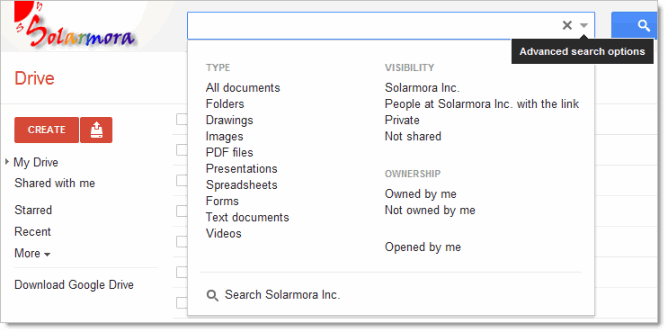 Solarmora
Advanced search options
Drive
CREATE
My Drive
Shared with me
Starred
Recent
More
Download Google Drive
TYPE
All documents
Folders
Drawings
Images
PDF files
Presentations
Spreadsheets
Forms
Text documents
Videos
VISIBILITY
Solarmora Inc.
People at Solarmora Inc. with the link
Private
Not shared
OWNERSHIP
Owned by me
Not owned by me
Opened by me
Search Solarmora Inc.